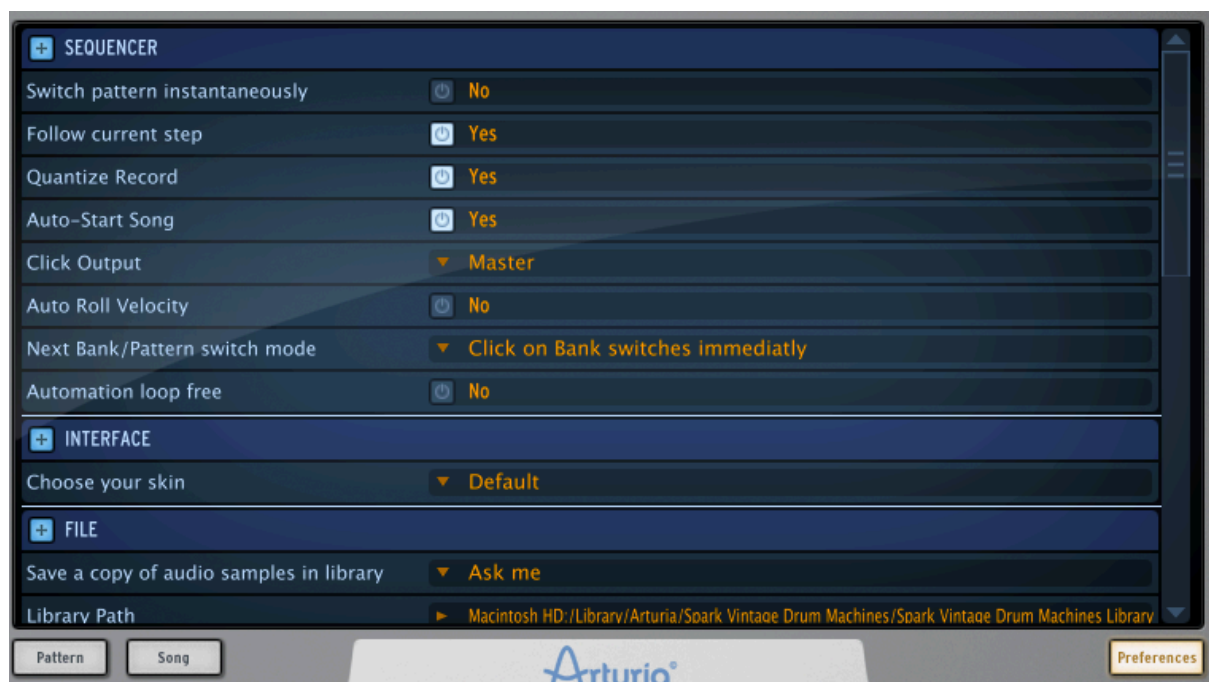 SEQUENCER
Switch pattern instantaneously No
Follow current step Yes
Quantize Record Yes
Auto-Start Song Yes
Click Output Master
Auto Roll Velocity No
Next Bank/Pattern switch mode Click on Bank switches immediatly
Automation loop free No
INTERFACE
Choose your skin Default
FILE
Save a copy of audio samples in library Ask me
Library Path Macintosh HD:/Library/Arturia/Spark Vintage Drum Machines/Spark Vintage Drum Machines Library
Pattern Song Arturia Preferences